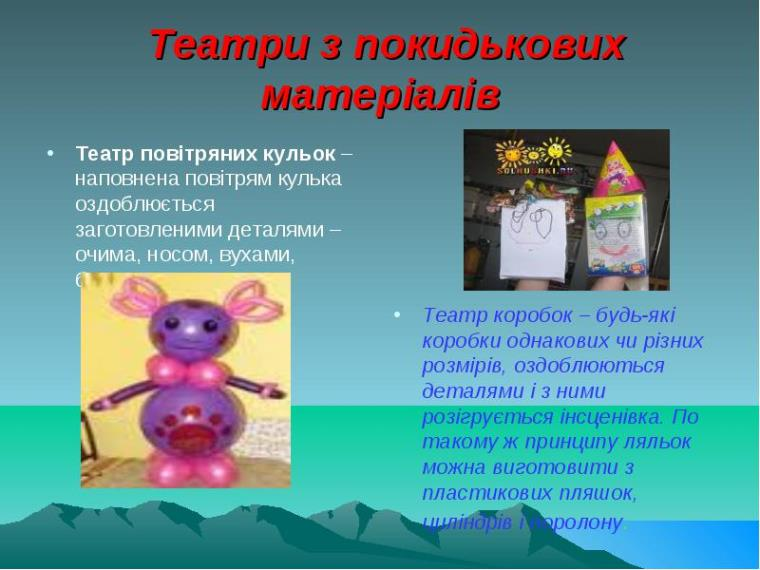 Театри з покидькових
матеріалів
Театр повітряних кульок –
наповнена повітрям кулька
оздоблюється
заготовленими деталями –
очима, носом, вухами,
SOLNUSHKI.RU
Театр коробок – будь-які
коробки однакових чи різних
розмірів, оздоблюються
деталями і з ними
розігрується інсценівка. По
такому ж принципу ляльок
можна виготовити з
пластикових пляшок,
циліндрів і поролону.